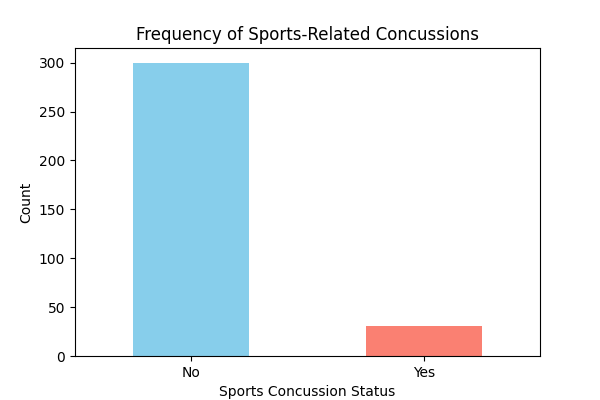 Frequency of Sports-Related Concussions
300
250
200
150
100
50
0
Count
No Yes
Sports Concussion Status